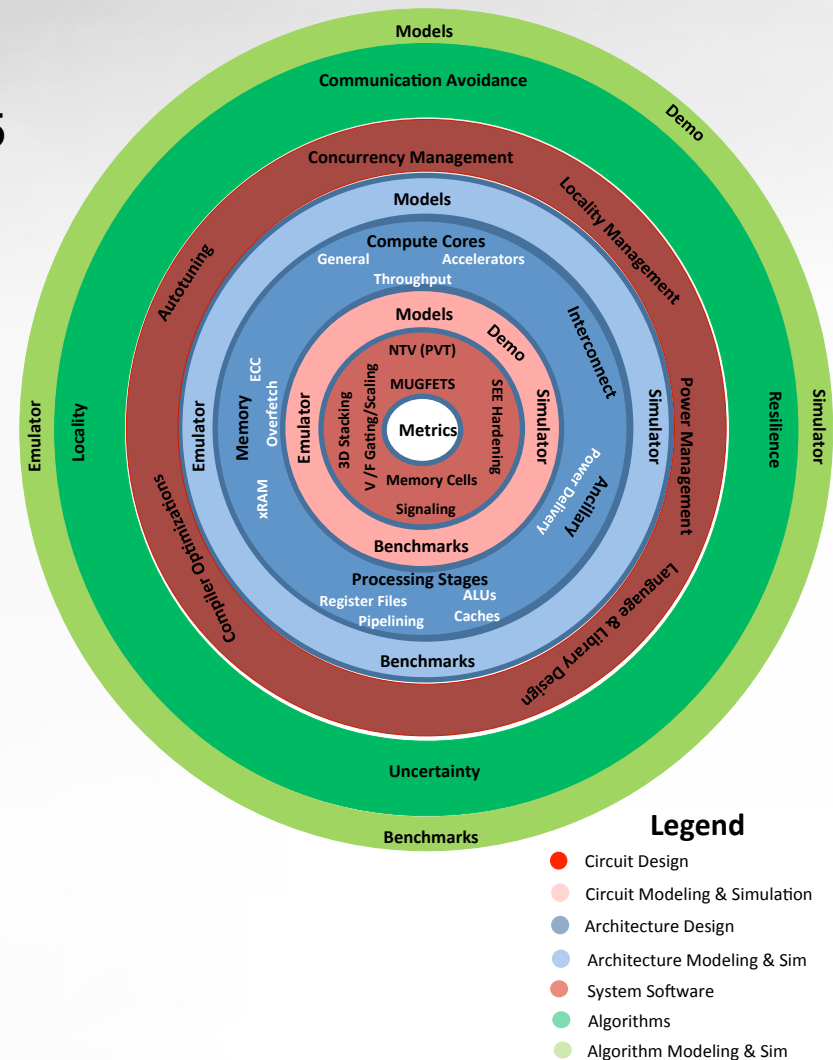 Models
Communication Avoidance
Demo
5
Concurrency Management
Locality Management
Autotuning
Models
Compute Cores
General
Accelerators
Throughput
Interconnect
Models
Demo
NTV (PVT)
MUGFETS
ECC
Overfetch
Memory
xRAM
Emulator
Locality
Emulator
Emulator
3D Stacking
V /F Gating/Scaling
Metrics
SEE Hardening
Simulator
Simulator
Power Management
Resilience
Simulator
Memory Cells
Signaling
Power Delivery
Ancillary
Benchmarks
Processing Stages
Register Files
ALUs
Pipelining
Caches
Compiler Optimizations
Language & Library Design
Benchmarks
Uncertainty
Benchmarks
Legend
Circuit Design
Circuit Modeling & Simulation
Architecture Design
Architecture Modeling & Sim
System Software
Algorithms
Algorithm Modeling & Sim